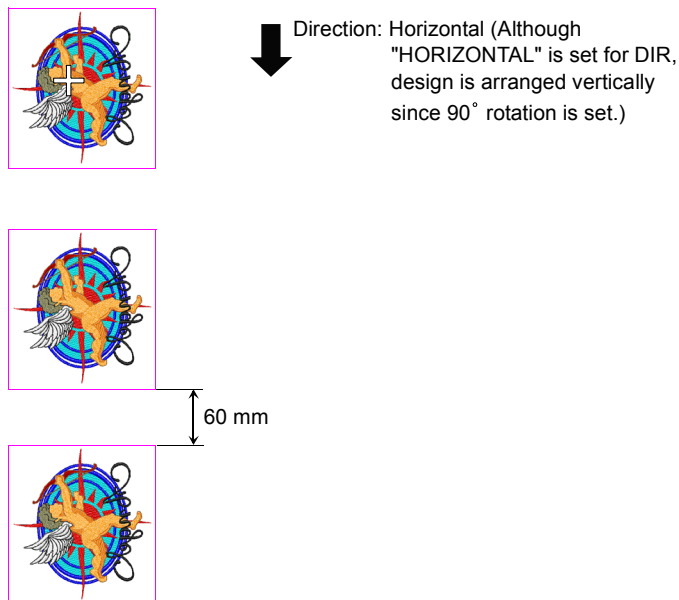 Direction: Horizontal (Although
"HORIZONTAL" is set for DIR,
design is arranged vertically
since 90˚ rotation is set.)
60 mm